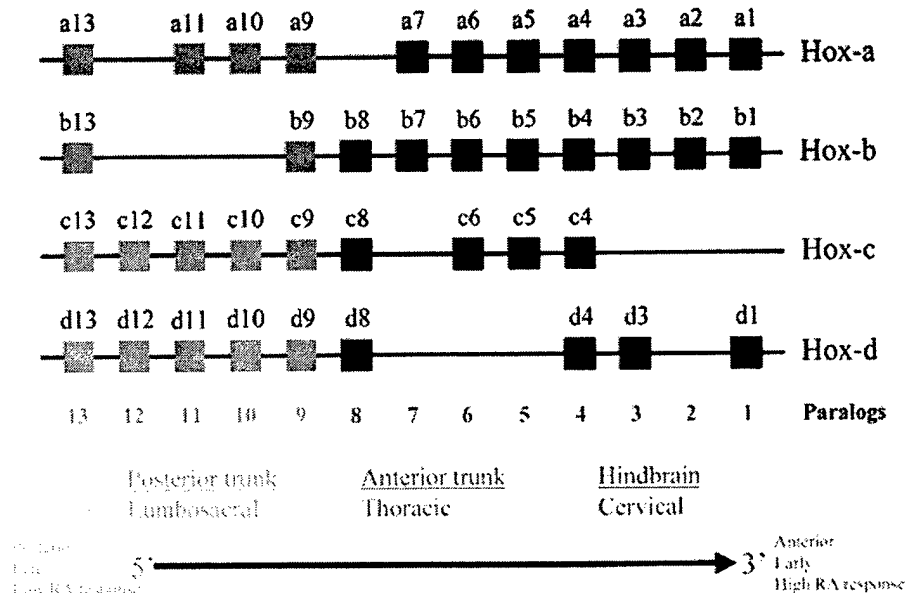 a13 a11 a10 a9 a7 a6 a5 a4 a3 a2 a1
Hox-a
b13 b9 b8 b7 b6 b5 b4 b3 b2 b1
Hox-b
c13 c12 c11 c10 c9 c8 c6 c5 c4
Hox-c
d13 d12 d11 d10 d9 d8 d4 d3 d1
Hox-d
13 12 11 10 9 8 7 6 5 4 3 2 1 Paralogs
Posterior trunk Anterior trunk Hindbrain
Lumbosacral Thoracic Cervical
5' 3'
Anterior
Early
High RA response